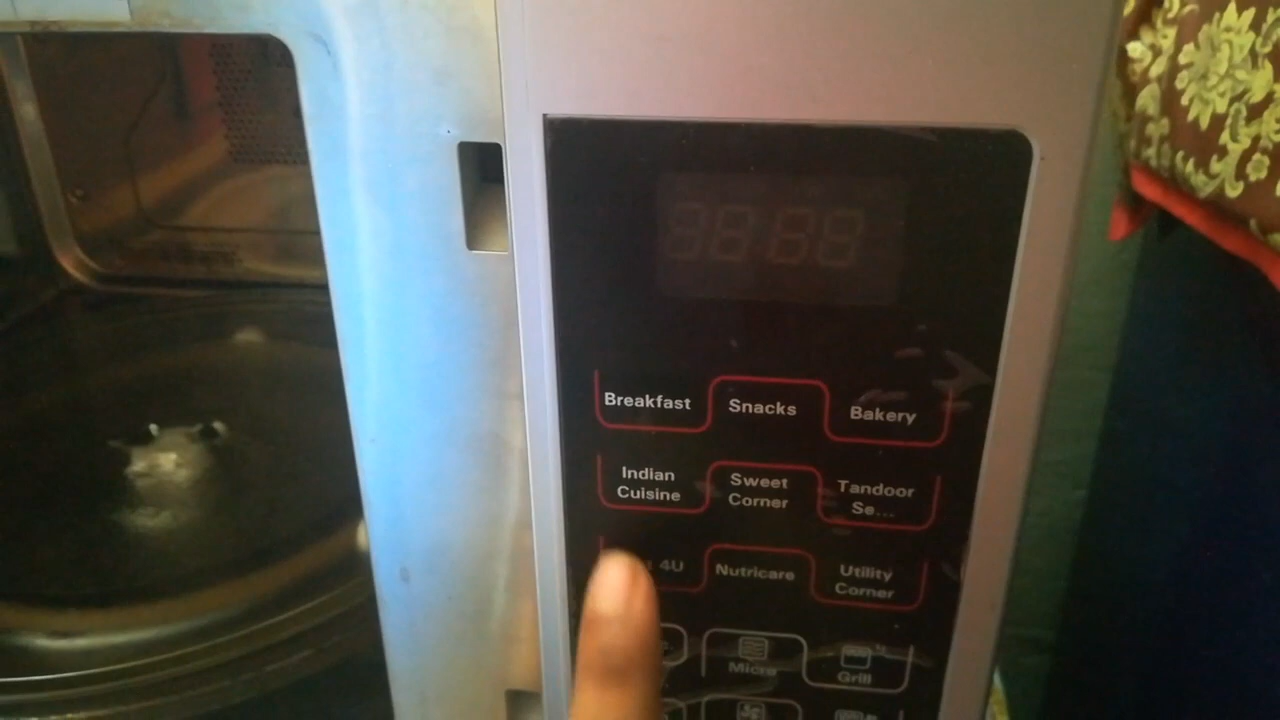 Breakfast
Snacks
Bakery
Indian
Cuisine
Sweet
Corner
Tandoor
Se...
4U
Nutricare
Utility
Corner
Micro
Grill